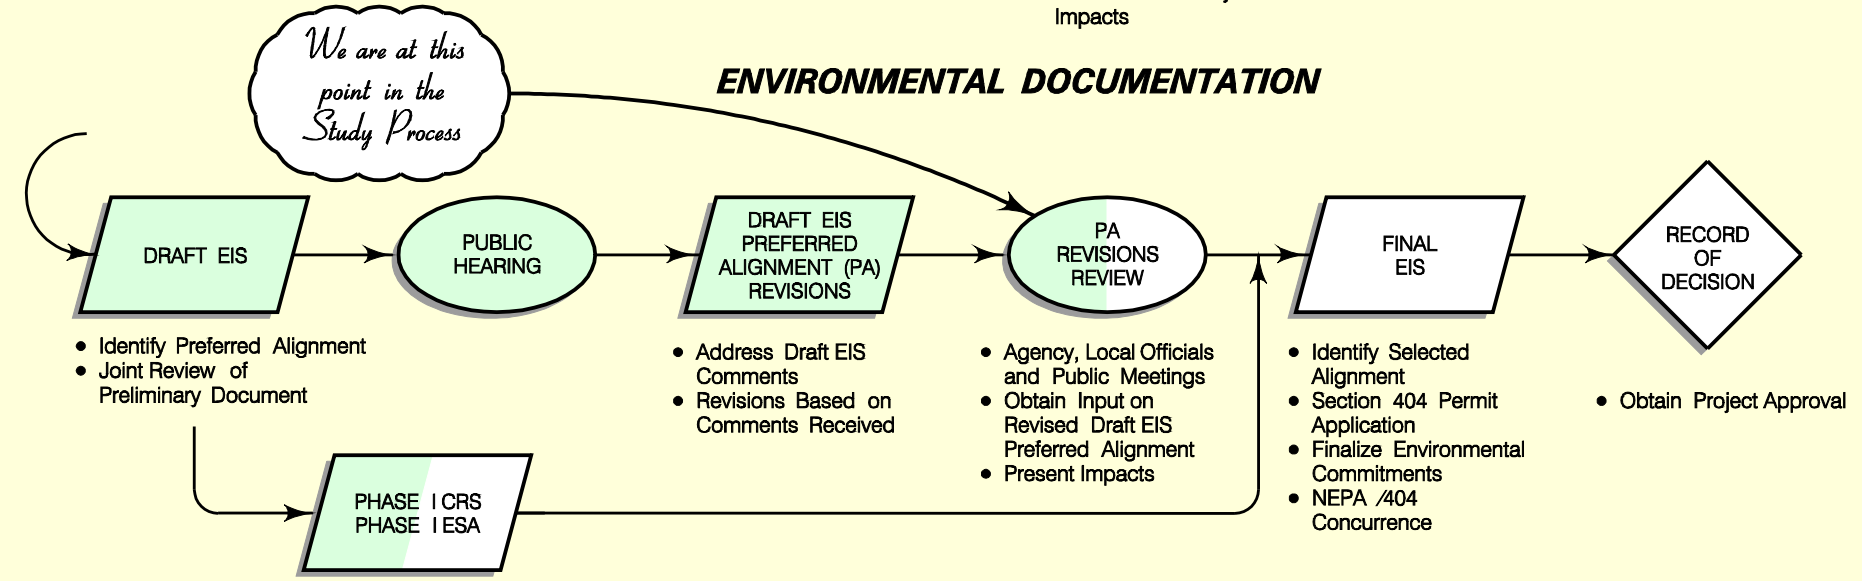 Impacts
We are at this
point in the
Study Process
ENVIRONMENTAL DOCUMENTATION
DRAFT EIS
PUBLIC
HEARING
DRAFT EIS
PREFERRED
ALIGNMENT (PA)
REVISIONS
PA
REVISIONS
REVIEW
FINAL
EIS
RECORD
OF
DECISION
• Identify Preferred Alignment
• Joint Review of
Preliminary Document
• Address Draft EIS
Comments
• Revisions Based on
Comments Received
• Agency, Local Officials
and Public Meetings
• Obtain Input on
Revised Draft EIS
Preferred Alignment
• Present Impacts
• Identify Selected
Alignment
• Section 404 Permit
Application
• Finalize Environmental
Commitments
• NEPA /404
Concurrence
• Obtain Project Approval
PHASE I CRS
PHASE I ESA